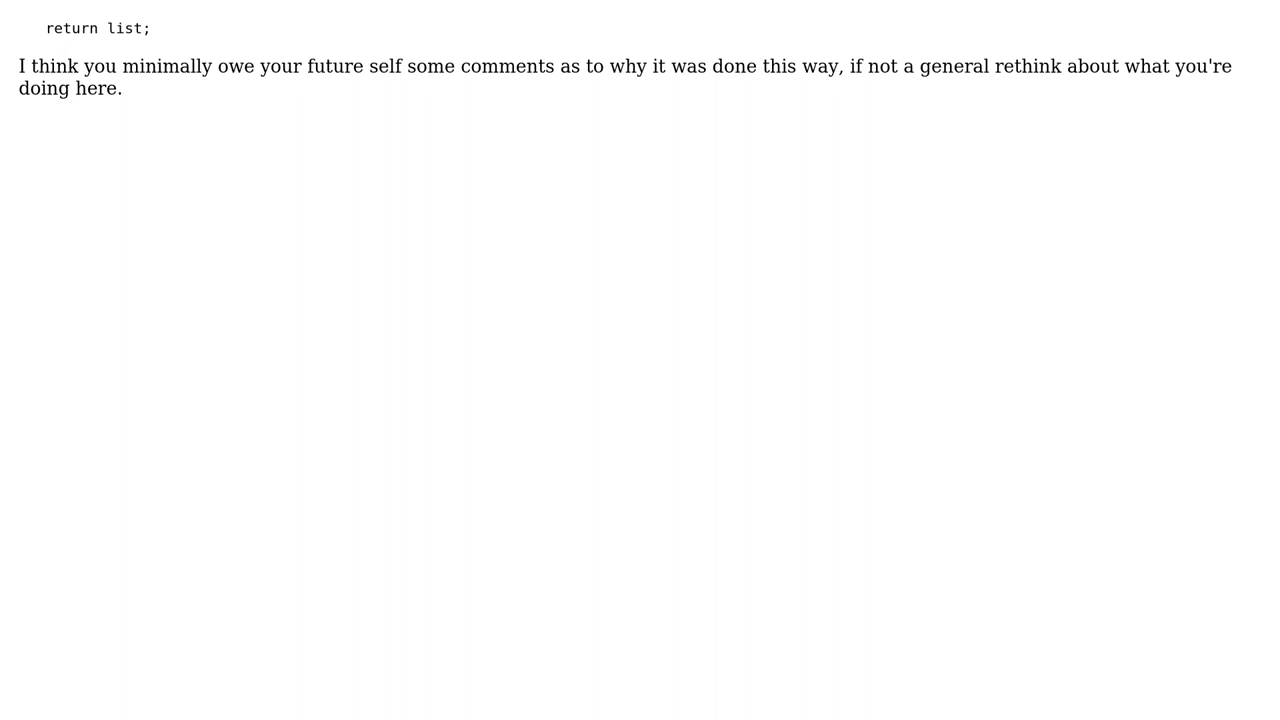 return list;
I think you minimally owe your future self some comments as to why it was done this way, if not a general rethink about what you're
doing here.